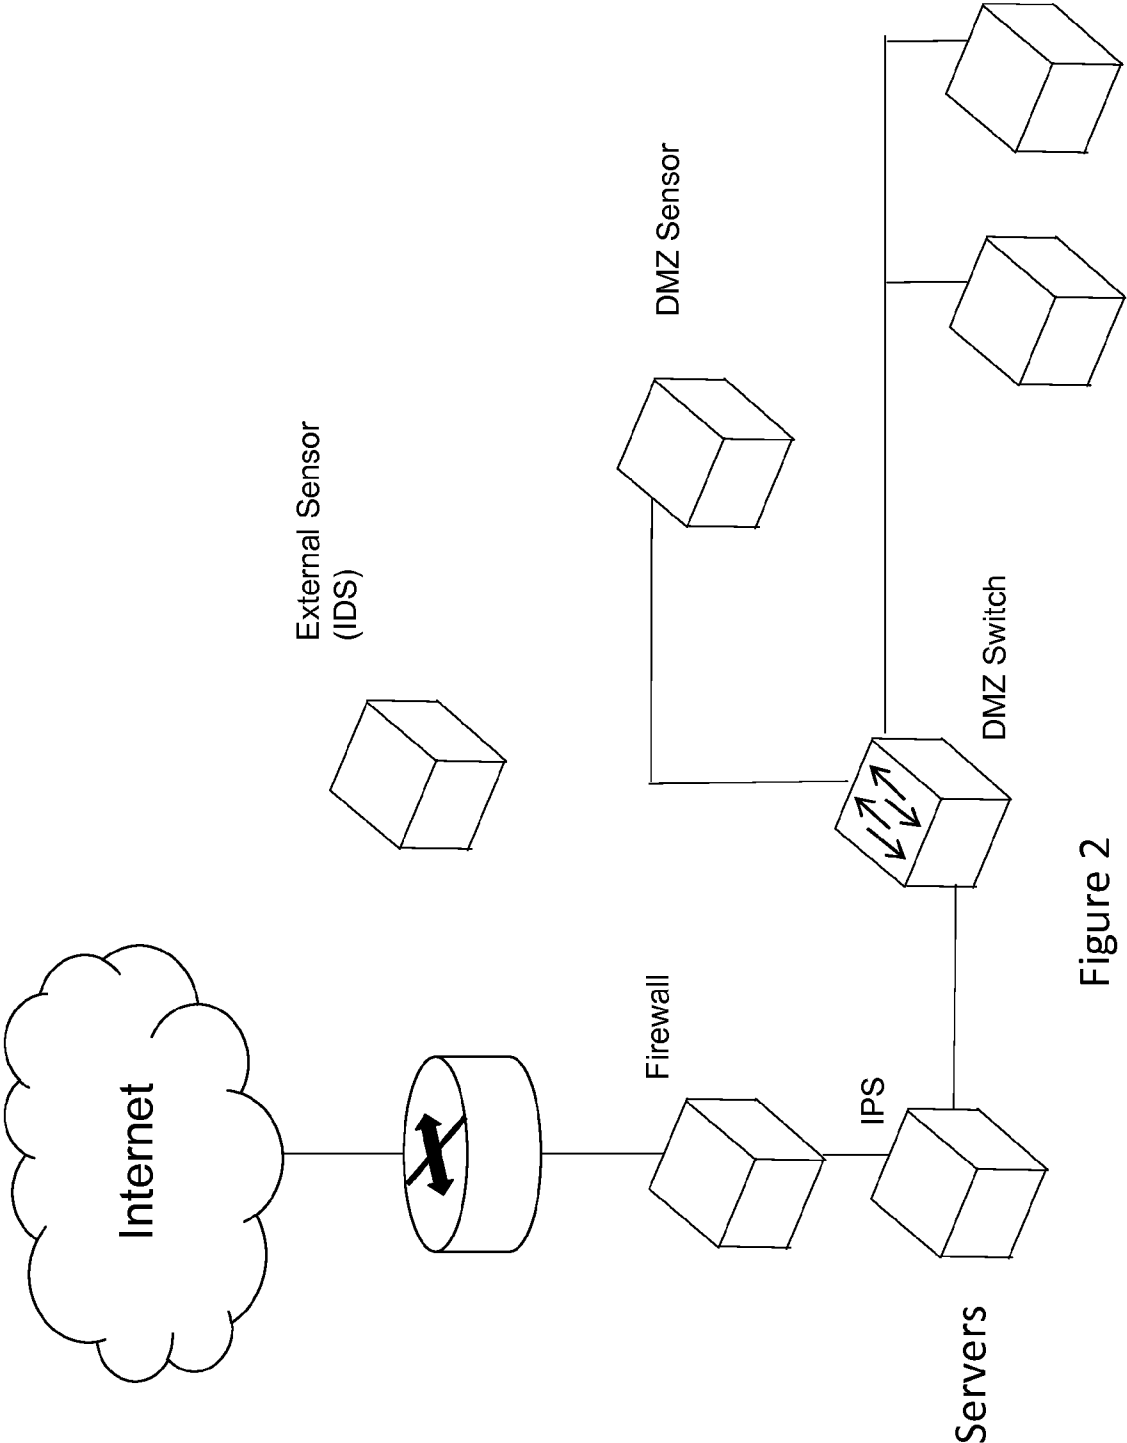 Internet
External Sensor
(IDS)
Firewall
DMZ Sensor
IPS
DMZ Switch
Servers
Figure 2